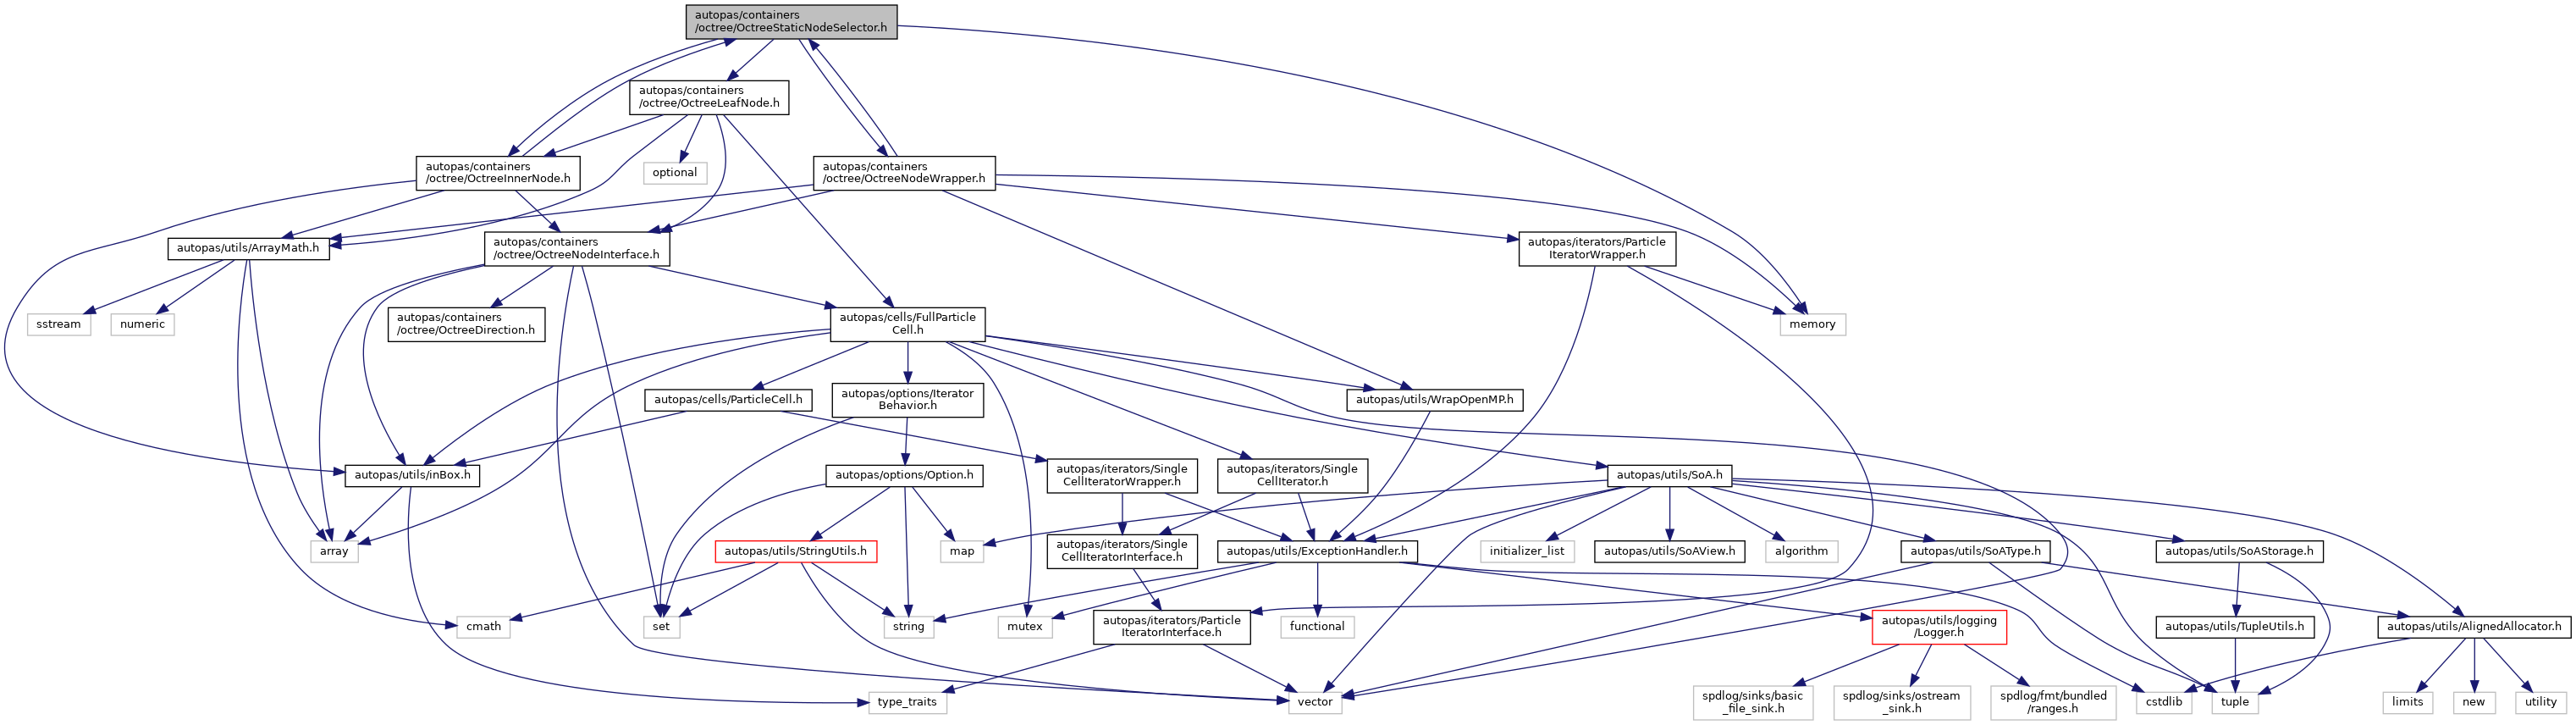 autopas/containers
/octree/OctreeStaticNodeSelector.h
autopas/containers
/octree/OctreeLeafNode.h
autopas/containers
/octree/OctreeInnerNode.h
optional
autopas/containers
/octree/OctreeNodeWrapper.h
autopas/utils/ArrayMath.h
autopas/containers
/octree/OctreeNodeInterface.h
autopas/iterators/Particle
IteratorWrapper.h
sstream
numeric
autopas/containers
/octree/OctreeDirection.h
autopas/cells/FullParticle
Cell.h
memory
autopas/cells/ParticleCell.h
autopas/options/Iterator
Behavior.h
autopas/utils/WrapOpenMP.h
autopas/utils/inBox.h
autopas/options/Option.h
autopas/iterators/Single
CellIteratorWrapper.h
autopas/iterators/Single
CellIterator.h
autopas/utils/SoA.h
array
autopas/utils/StringUtils.h
map
autopas/iterators/Single
CellIteratorInterface.h
autopas/utils/ExceptionHandler.h
initializer_list
autopas/utils/SoAView.h
algorithm
autopas/utils/SoAType.h
autopas/utils/SoAStorage.h
cmath
set
string
mutex
autopas/iterators/Particle
IteratorInterface.h
functional
autopas/utils/logging
/Logger.h
autopas/utils/TupleUtils.h
autopas/utils/AlignedAllocator.h
type_traits
vector
spdlog/sinks/basic
_file_sink.h
spdlog/sinks/ostream
_sink.h
spdlog/fmt/bundled
/ranges.h
cstdlib
tuple
limits
new
utility